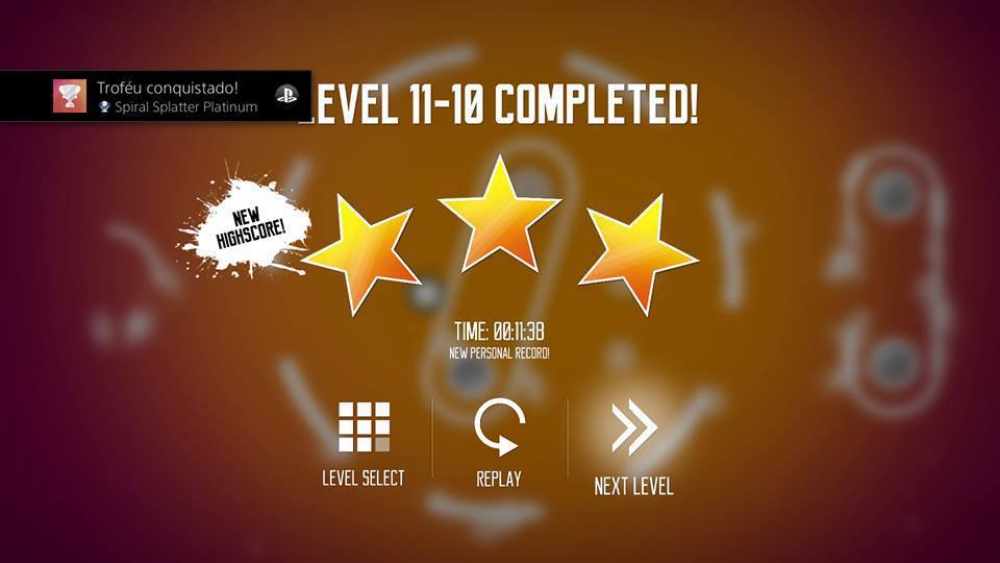 Troféu conquistado!
Spiral Splatter Platinum
LEVEL 11-10 COMPLETED!
NEW
HIGHSCORE!
TIME: 00:11:38
NEW PERSONAL RECORD!
LEVEL SELECT
REPLAY
NEXT LEVEL